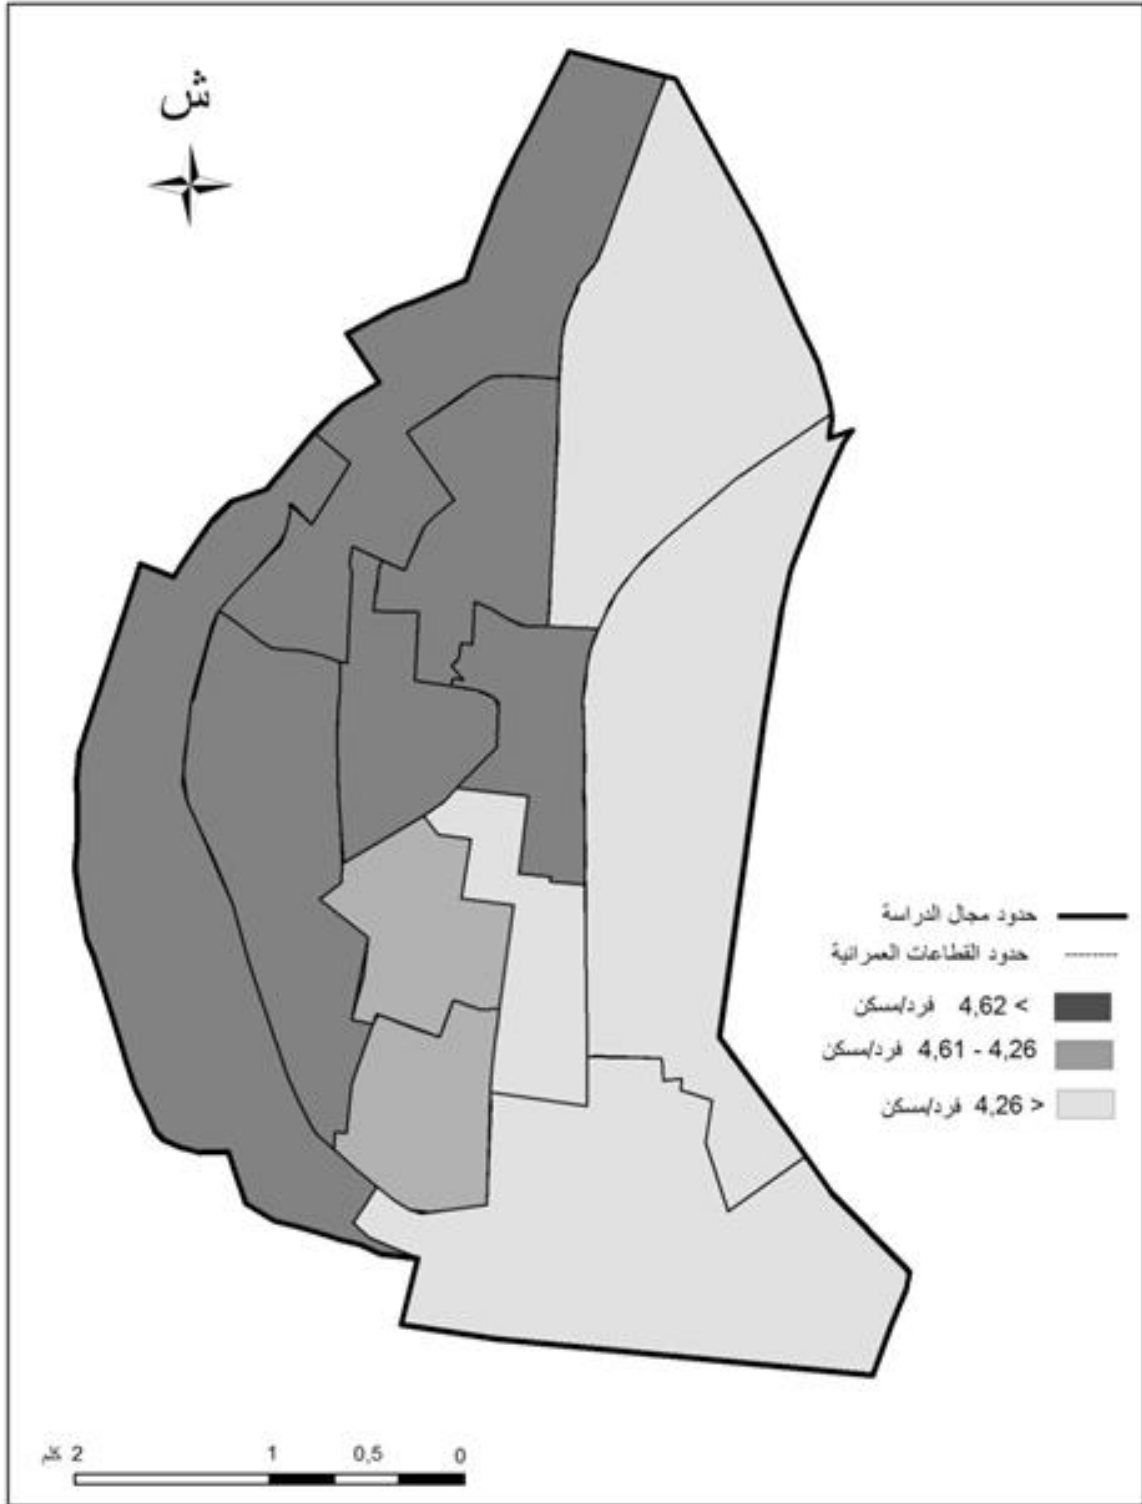 ش
حدود مجال الدراسة
حدود القطاعات العمرانية
> 4,62 فرد/مسكن
4,26 - 4,61 فرد/مسكن
< 4,26 فرد/مسكن
0 0,5 1 2 كلم